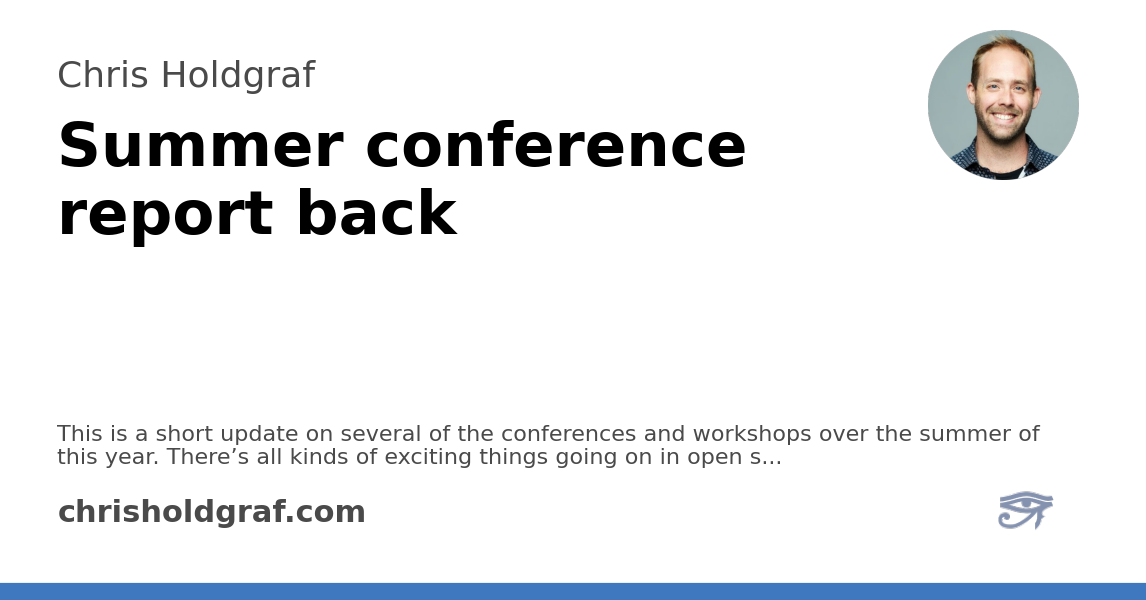 Chris Holdgraf
Summer conference
report back
This is a short update on several of the conferences and workshops over the summer of
this year. There’s all kinds of exciting things going on in open s...
chrisholdgraf.com